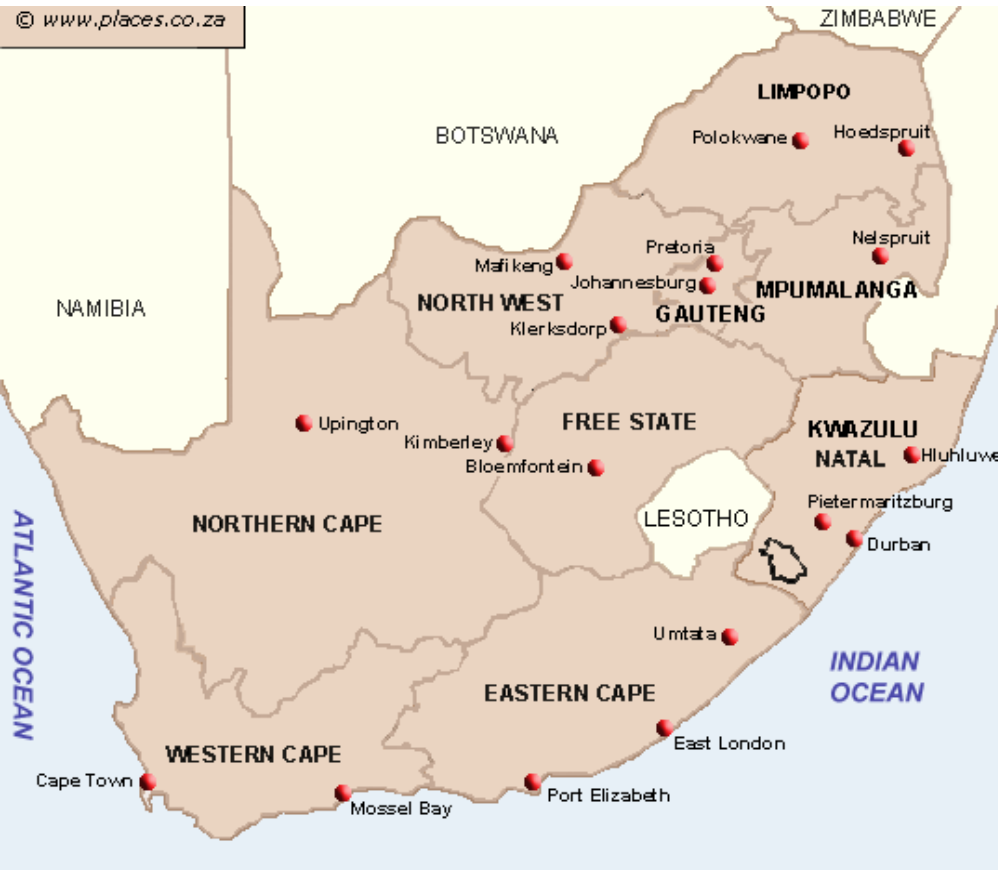 © www.places.co.za
ZIMBABWE
LIMPOPO
BOTSWANA
Polokwane
Hoedspruit
Pretoria
Nelspruit
Mafikeng
Johannesburg
MPUMALANGA
NAMIBIA
NORTH WEST
GAUTENG
Klerksdorp
Upington
FREE STATE
KWAZULU
NATAL
Kimberley
Hluhluwe
Bloemfontein
Pietermaritzburg
LESOTHO
NORTHERN CAPE
Durban
ATLANTIC OCEAN
Umtata
INDIAN
OCEAN
EASTERN CAPE
East London
WESTERN CAPE
Cape Town
Mossel Bay
Port Elizabeth